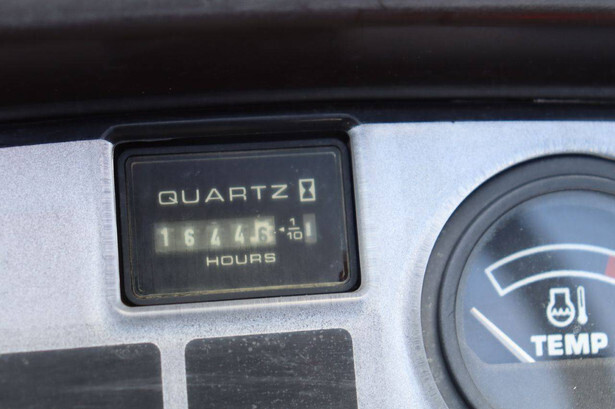 QUARTZ
1644 1/10
HOURS
TEMP